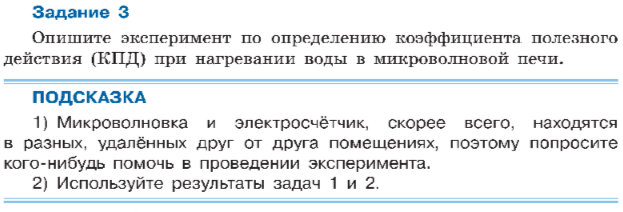 Задание 3
Опишите эксперимент по определению коэффициента полезного
действия (КПД) при нагревании воды в микроволновой печи.
ПОДСКАЗКА
1) Микроволновка и электросчётчик, скорее всего, находятся
в разных, удалённых друг от друга помещениях, поэтому попросите
кого-нибудь помочь в проведении эксперимента.
2) Используйте результаты задач 1 и 2.